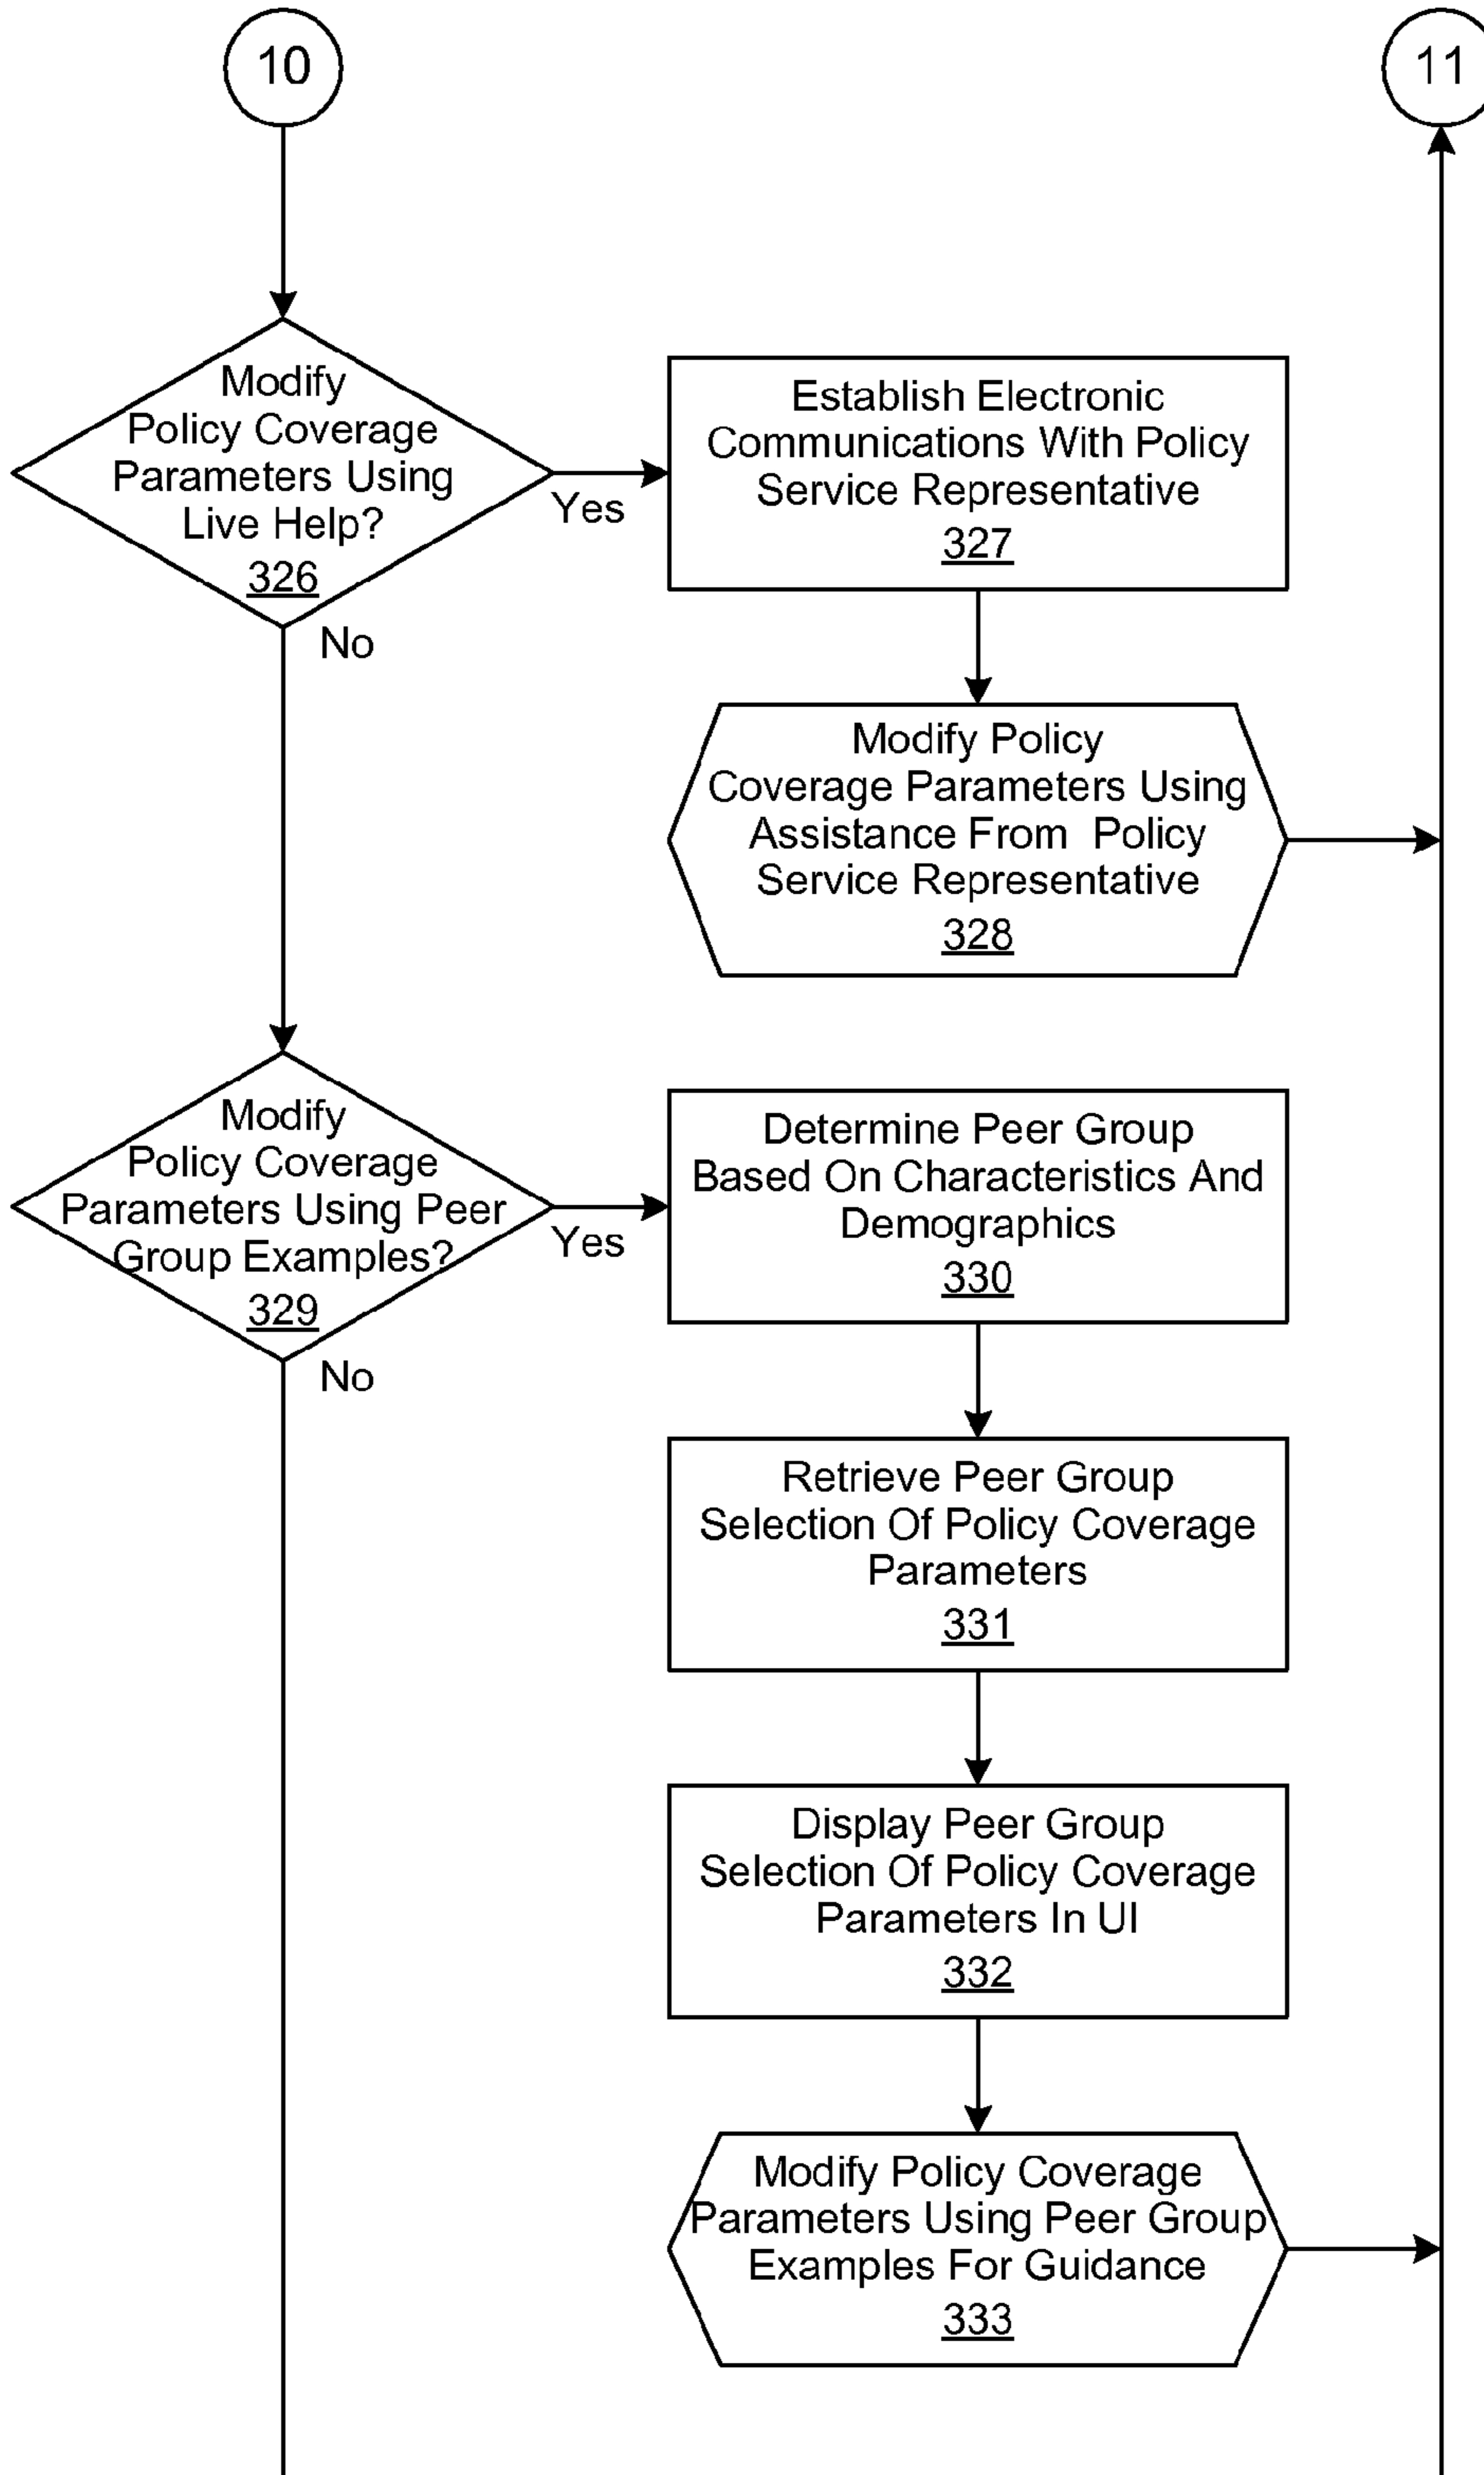 10
11
Modify
Policy Coverage
Parameters Using
Live Help?
326
Yes
No
Establish Electronic
Communications With Policy
Service Representative
327
Modify Policy
Coverage Parameters Using
Assistance From Policy
Service Representative
328
Modify
Policy Coverage
Parameters Using Peer
Group Examples?
329
Yes
No
Determine Peer Group
Based On Characteristics And
Demographics
330
Retrieve Peer Group
Selection Of Policy Coverage
Parameters
331
Display Peer Group
Selection Of Policy Coverage
Parameters In UI
332
Modify Policy Coverage
Parameters Using Peer Group
Examples For Guidance
333